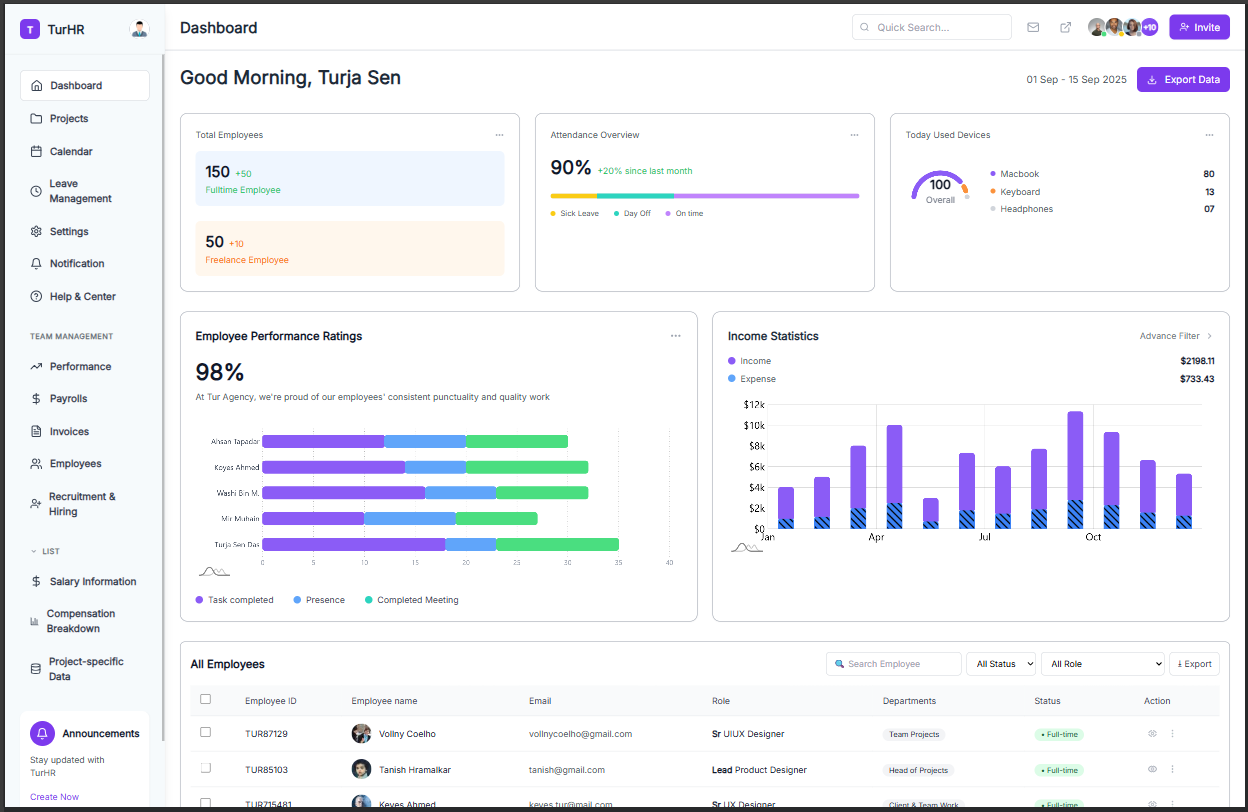 T TurHR
Dashboard
Projects
Calendar
Leave
Management
Settings
Notification
Help & Center
TEAM MANAGEMENT
Performance
Payrolls
Invoices
Employees
Recruitment &
Hiring
LIST
Salary Information
Compensation
Breakdown
Project-specific
Data
Announcements
Stay updated with
TurHR
Create Now
Dashboard
Quick Search...
+10
Invite
Good Morning, Turja Sen
01 Sep - 15 Sep 2025
Export Data
Total Employees
150 +50
Fulltime Employee
50 +10
Freelance Employee
Attendance Overview
90% +20% since last month
Sick Leave Day Off On time
Today Used Devices
100
Overall
Macbook 80
Keyboard 13
Headphones 07
Employee Performance Ratings
98%
At Tur Agency, we're proud of our employees' consistent punctuality and quality work
Ahsan Tapadar
Koyas Ahmed
Washi Bin M.
Mir Muhain
Turja Sen Das
0 5 10 15 20 25 30 35 40
Task completed Presence Completed Meeting
Income Statistics
Advance Filter
Income $2198.11
Expense $733.43
$12k
$10k
$8k
$6k
$4k
$2k
$0
Jan Apr Jul Oct
All Employees
Search Employee
All Status
All Role
Export
Employee ID Employee name Email Role Departments Status Action
TUR87129 Vollny Coelho vollnycoelho@gmail.com Sr UIUX Designer Team Projects • Full-time
TUR85103 Tanish Hramalkar tanish@gmail.com Lead Product Designer Head of Projects • Full-time
TUR715481 Keyes Ahmed keyes.tur@mail.com Sr UX Designer Client & Team Work • Full-time